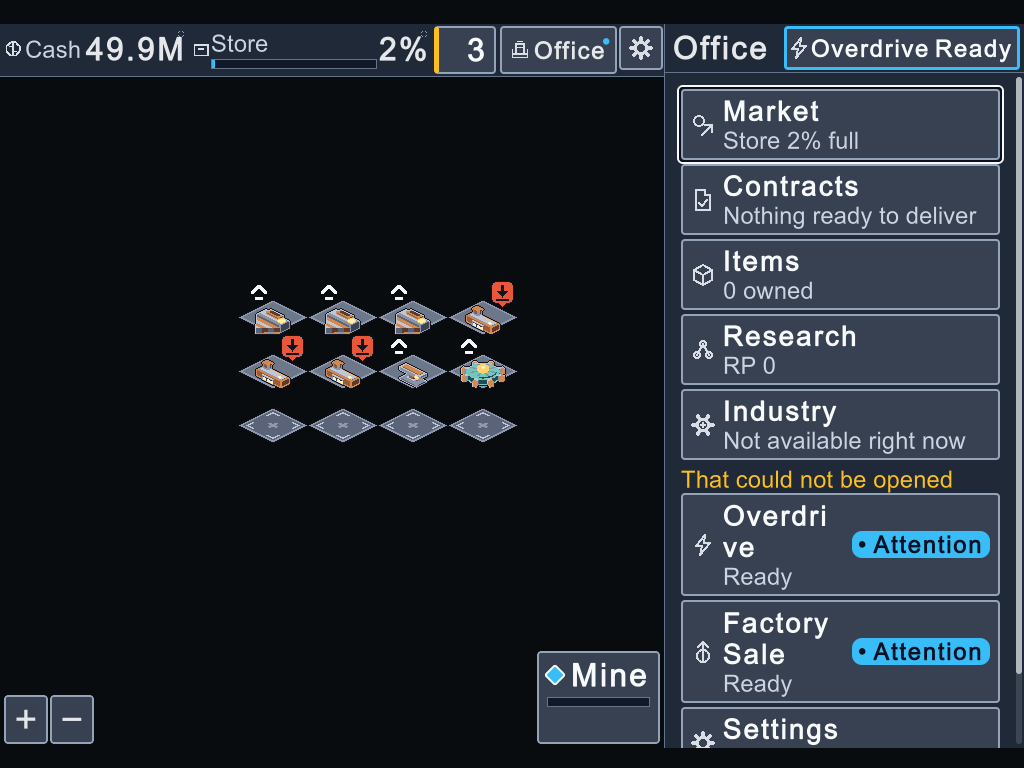 Cash 49.9M
Store 2%
3
Office
Office
Overdrive Ready
Market
Store 2% full
Contracts
Nothing ready to deliver
Items
0 owned
Research
RP 0
Industry
Not available right now
That could not be opened
Overdri
ve
• Attention
Ready
Factory
Sale
• Attention
Ready
Settings
Mine
+ −